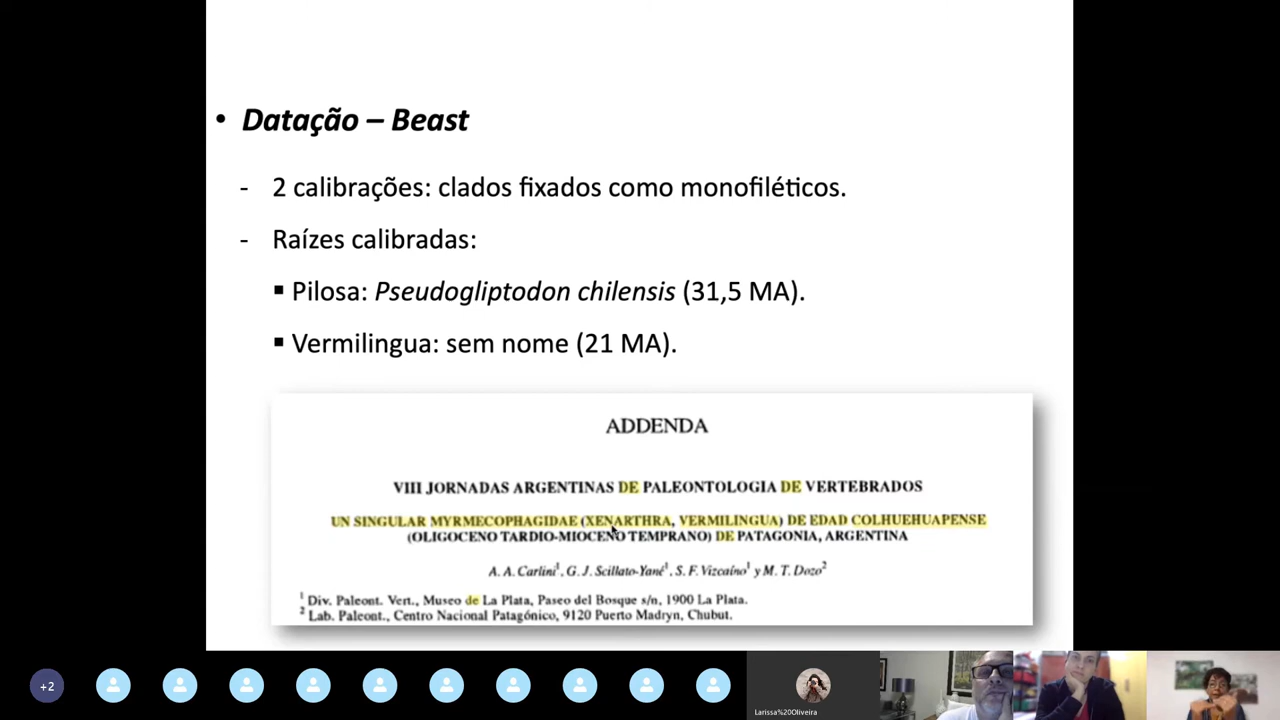 • Datação – Beast
- 2 calibrações: clados fixados como monofiléticos.
- Raízes calibradas:
▪ Pilosa: Pseudogliptodon chilensis (31,5 MA).
▪ Vermilingua: sem nome (21 MA).
ADDENDA
VIII JORNADAS ARGENTINAS DE PALEONTOLOGIA DE VERTEBRADOS
UN SINGULAR MYRMECOPHAGIDAE (XENARTHRA, VERMILINGUA) DE EDAD COLHUEHUAPENSE
(OLIGOCENO TARDIO-MIOCENO TEMPRANO) DE PATAGONIA, ARGENTINA
A. A. Carlini¹, G. J. Scillato-Yané¹, S. F. Vizcaíno¹ y M. T. Dozo²
¹ Div. Paleont. Vert., Museo de La Plata, Paseo del Bosque s/n, 1900 La Plata.
² Lab. Paleont., Centro Nacional Patagónico, 9120 Puerto Madryn, Chubut.
+2
Larissa%20Oliveira